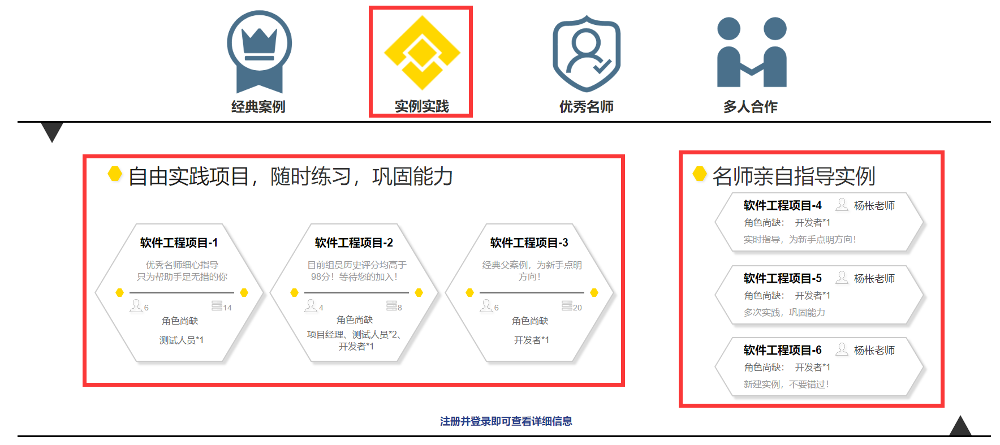 经典案例
实例实践
优秀名师
多人合作
自由实践项目，随时练习，巩固能力
软件工程项目-1
优秀名师细心指导
只为帮助手足无措的你
6
14
角色尚缺
测试人员*1
软件工程项目-2
目前组员历史评分均高于
98分！等待您的加入！
4
8
角色尚缺
项目经理、测试人员*2、
开发者*1
软件工程项目-3
经典父案例，为新手点明
方向！
6
20
角色尚缺
开发者*1
名师亲自指导实例
软件工程项目-4 杨枨老师
角色尚缺： 开发者*1
实时指导，为新手点明方向！
软件工程项目-5 杨枨老师
角色尚缺： 开发者*1
多次实践，巩固能力
软件工程项目-6 杨枨老师
角色尚缺： 开发者*1
新建实例，不要错过！
注册并登录即可查看详细信息